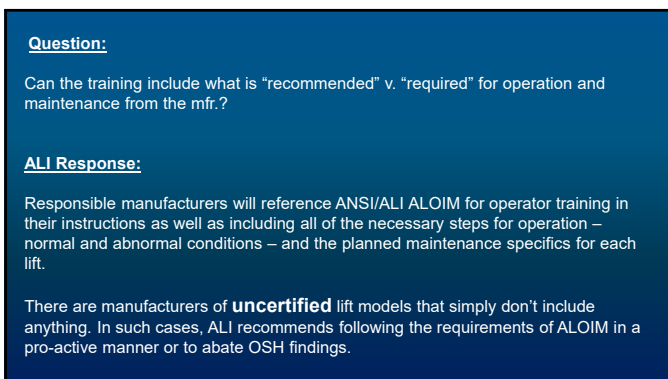 Question:
Can the training include what is “recommended” v. “required” for operation and
maintenance from the mfr.?
ALI Response:
Responsible manufacturers will reference ANSI/ALI ALOIM for operator training in
their instructions as well as including all of the necessary steps for operation –
normal and abnormal conditions – and the planned maintenance specifics for each
lift.
There are manufacturers of uncertified lift models that simply don’t include
anything. In such cases, ALI recommends following the requirements of ALOIM in a
pro-active manner or to abate OSH findings.